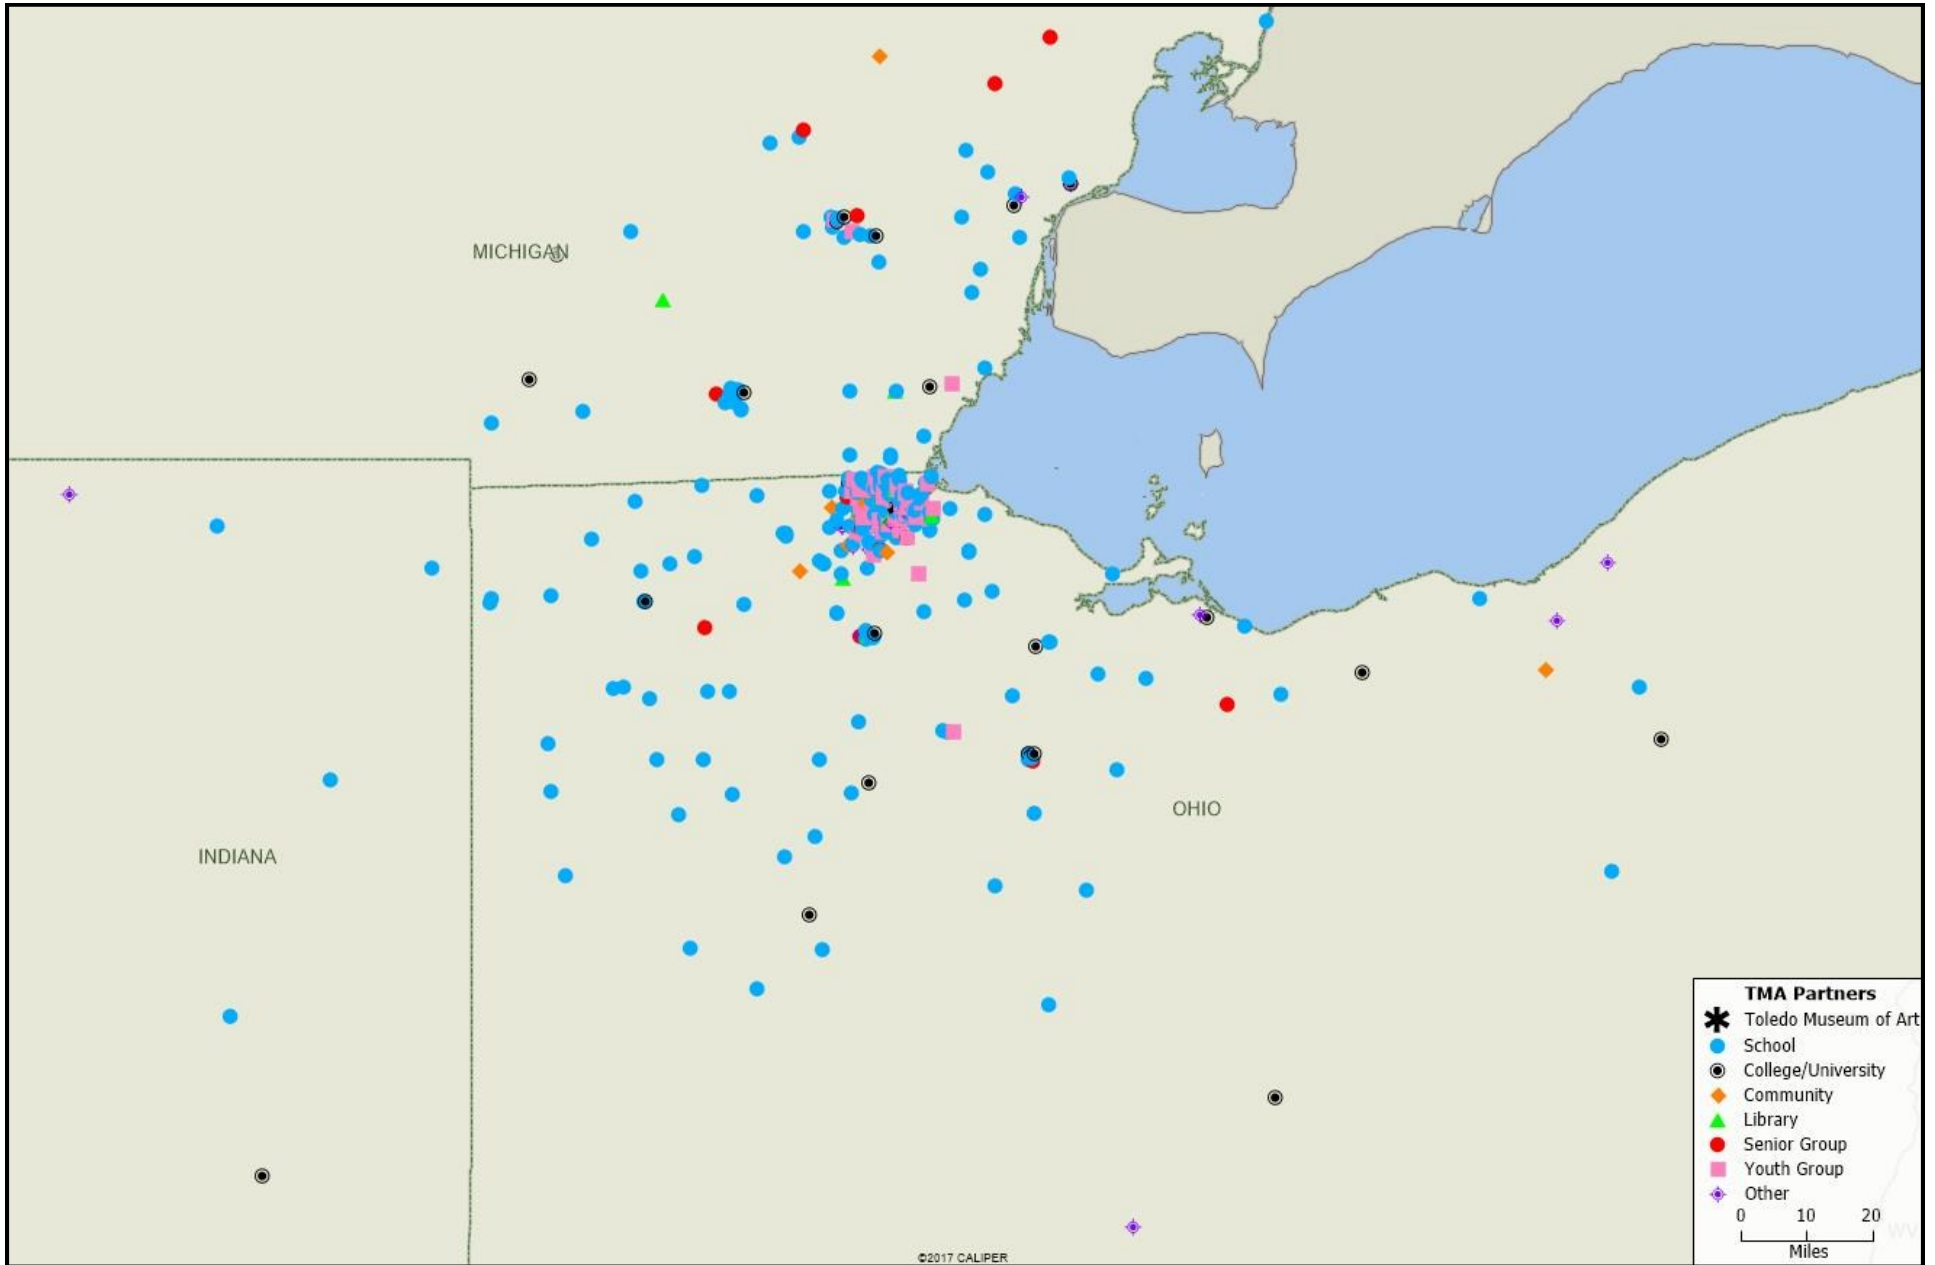 MICHIGAN
INDIANA
OHIO
TMA Partners
Toledo Museum of Art
School
College/University
Community
Library
Senior Group
Youth Group
Other
0 10 20
Miles
WV
©2017 CALIPER